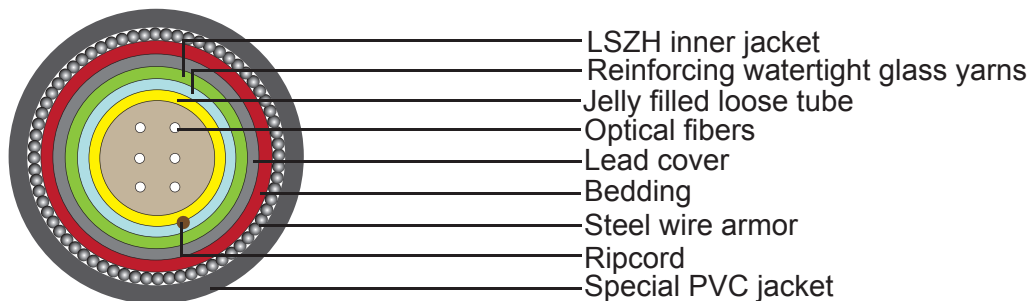 LSZH inner jacket
Reinforcing watertight glass yarns
Jelly filled loose tube
Optical fibers
Lead cover
Bedding
Steel wire armor
Ripcord
Special PVC jacket